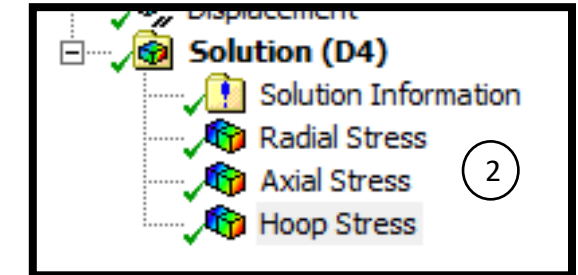 Displacement
Solution (D4)
Solution Information
Radial Stress
Axial Stress
2
Hoop Stress